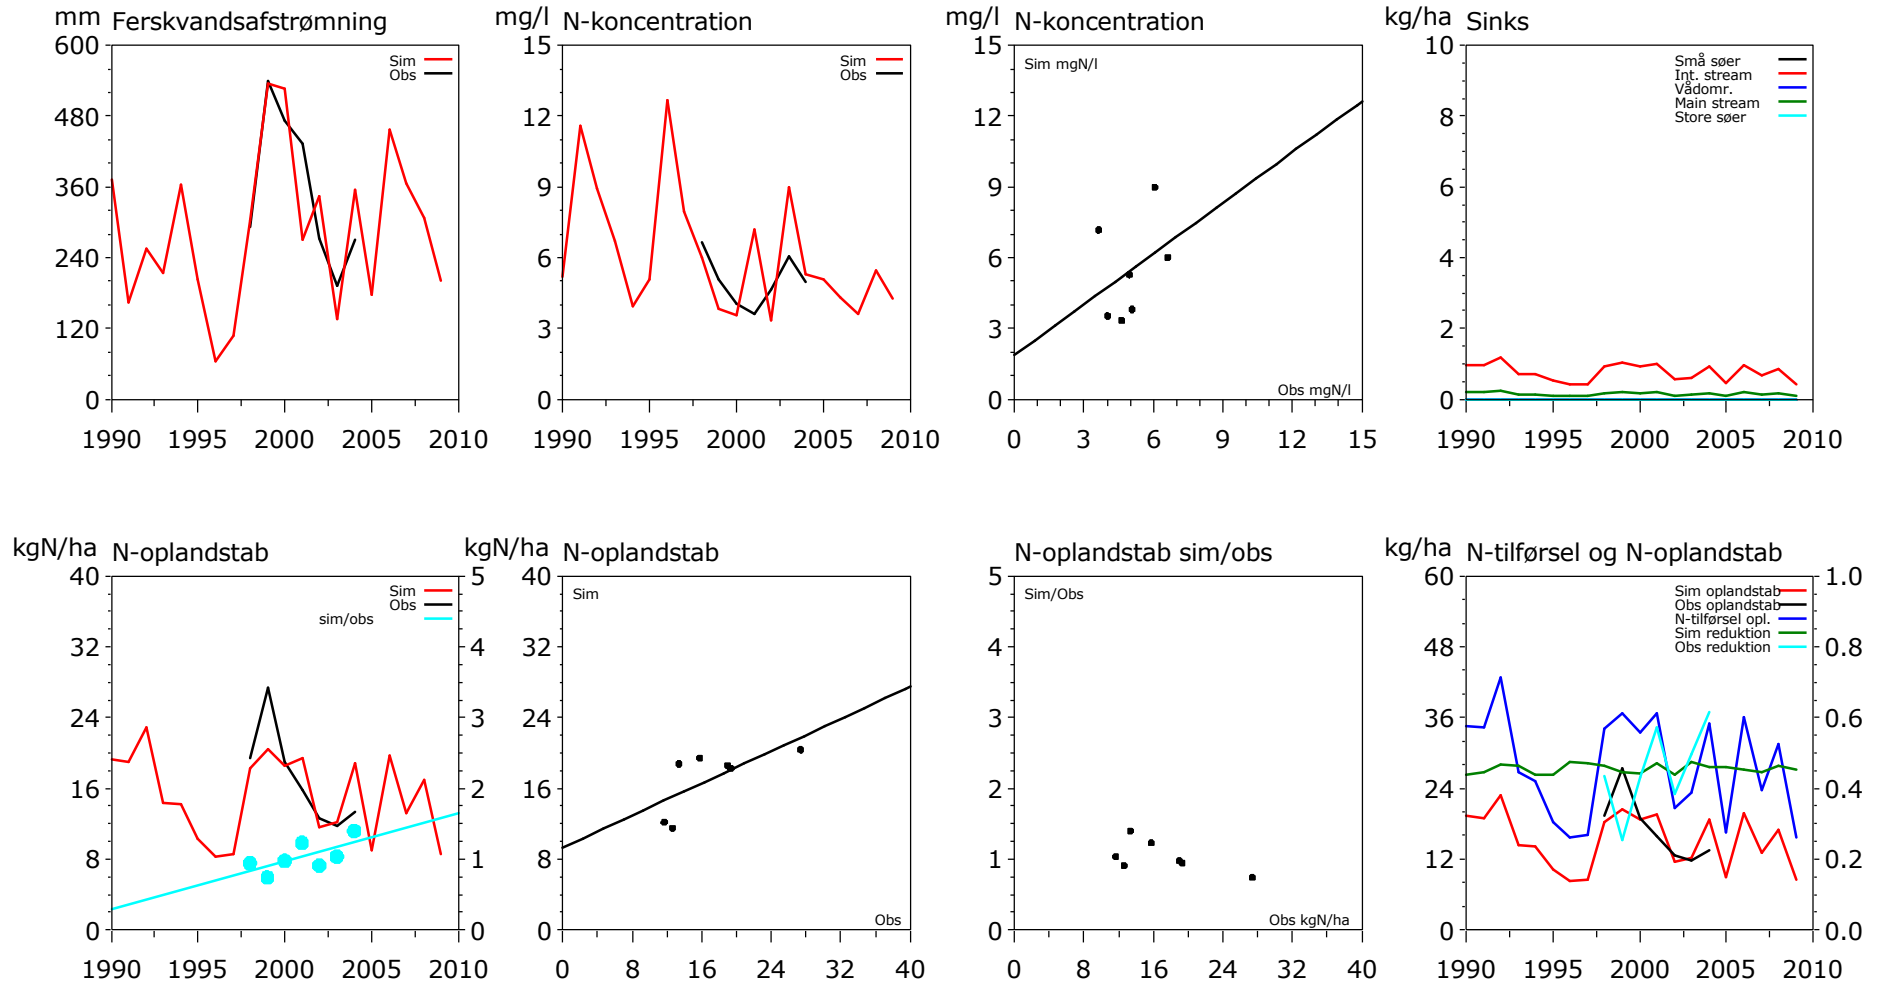 mm Ferskvandsafstrømning
600
480
360
240
120
0
1990 1995 2000 2005 2010
Sim
Obs
mg/l N-koncentration
15
12
9
6
3
0
1990 1995 2000 2005 2010
Sim
Obs
mg/l N-koncentration
15
12
9
6
3
0
0 3 6 9 12 15
Sim mgN/l
Obs mgN/l
kg/ha Sinks
10
8
6
4
2
0
1990 1995 2000 2005 2010
Små søer
Int. stream
Vådomr.
Main stream
Store søer
kgN/ha N-oplandstab
40
32
24
16
8
0
5
4
3
2
1
0
1990 1995 2000 2005 2010
Sim
Obs
sim/obs
kgN/ha N-oplandstab
40
32
24
16
8
0
0 8 16 24 32 40
Sim
Obs
N-oplandstab sim/obs
5
4
3
2
1
0
0 8 16 24 32 40
Sim/Obs
Obs kgN/ha
kg/ha N-tilførsel og N-oplandstab
60
48
36
24
12
0
1.0
0.8
0.6
0.4
0.2
0.0
1990 1995 2000 2005 2010
Sim oplandstab
Obs oplandstab
N-tilførsel opl.
Sim reduktion
Obs reduktion